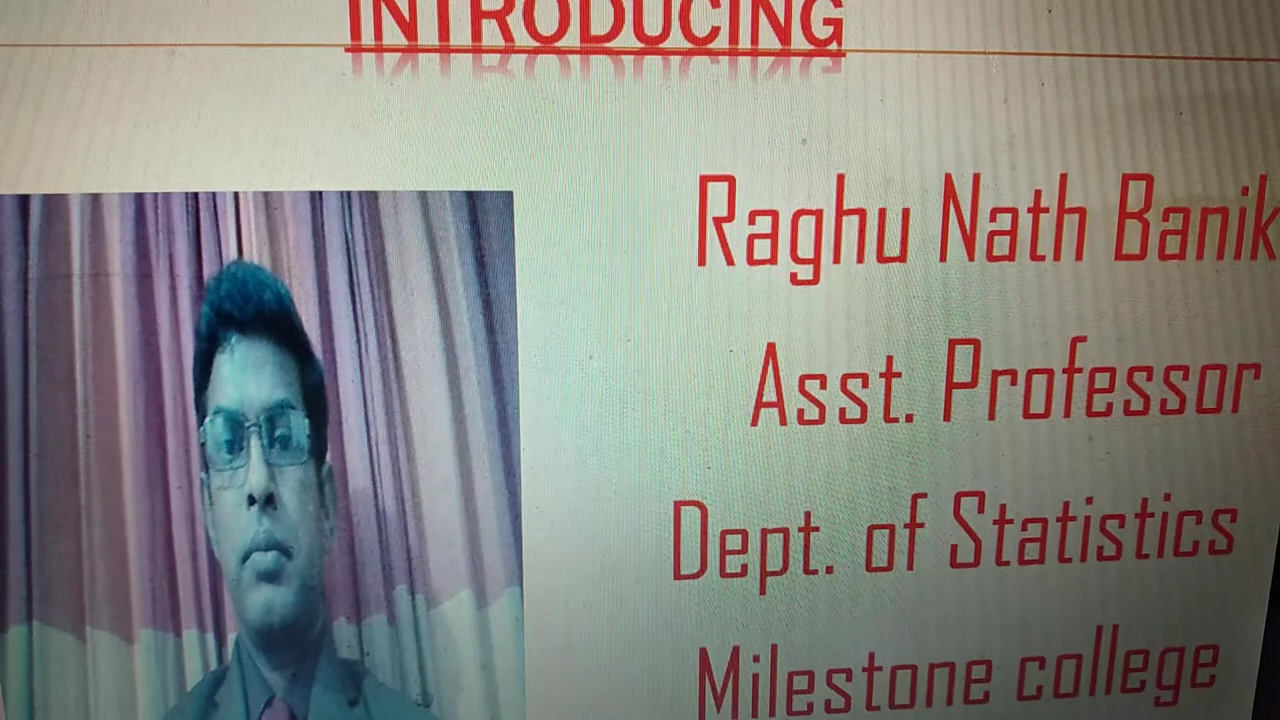 INTRODUCING
Raghu Nath Banik
Asst. Professor
Dept. of Statistics
Milestone college